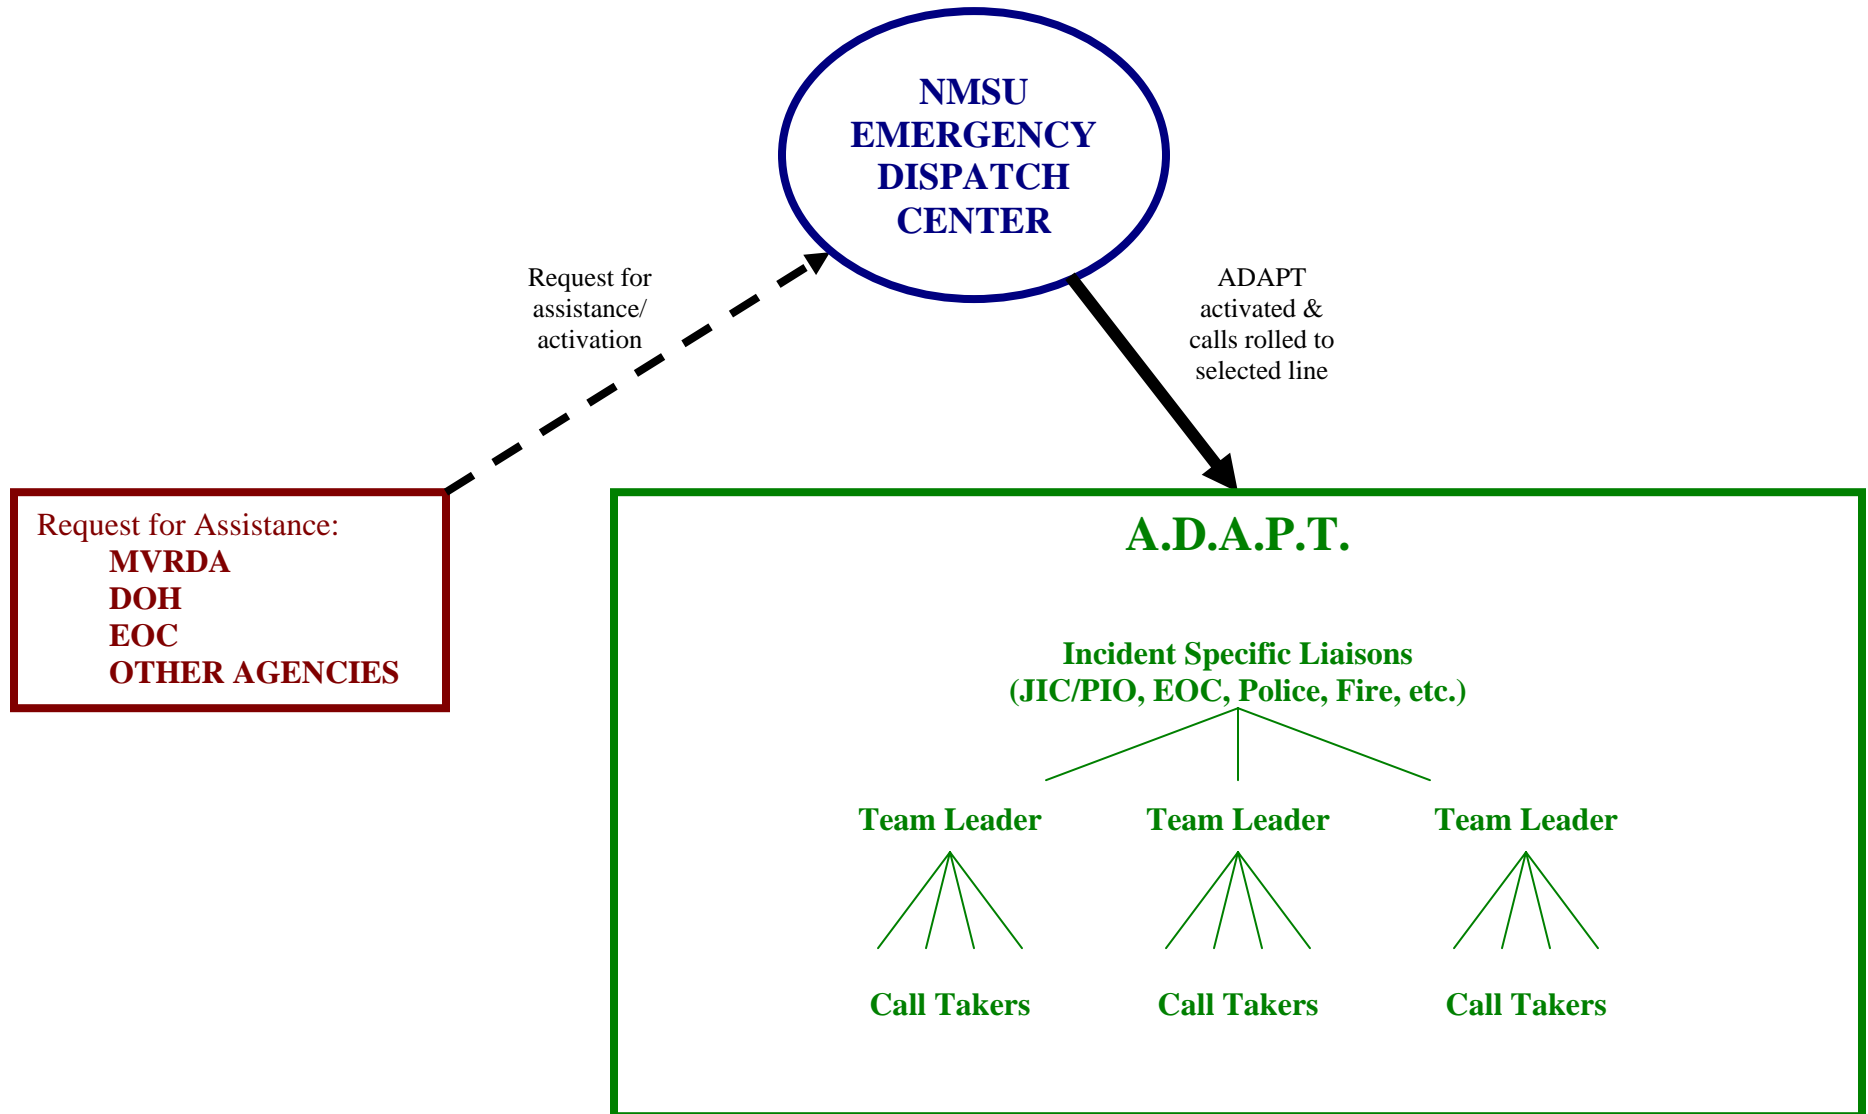 NMSU
EMERGENCY
DISPATCH
CENTER
Request for
assistance/
activation
ADAPT
activated &
calls rolled to
selected line
Request for Assistance:
MVRDA
DOH
EOC
OTHER AGENCIES
A.D.A.P.T.
Incident Specific Liaisons
(JIC/PIO, EOC, Police, Fire, etc.)
Team Leader
Team Leader
Team Leader
Call Takers
Call Takers
Call Takers